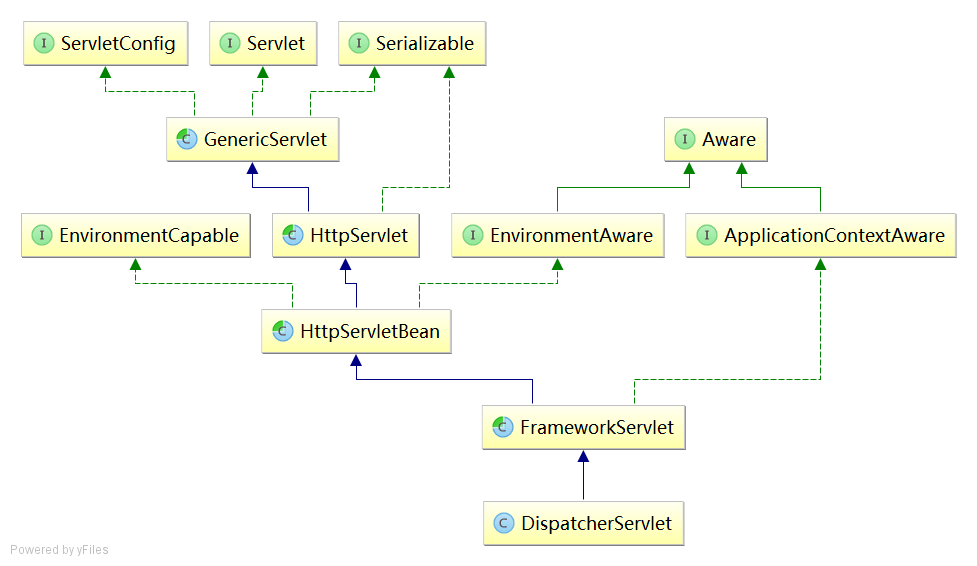 I ServletConfig
I Servlet
I Serializable
C GenericServlet
I Aware
I EnvironmentCapable
C HttpServlet
I EnvironmentAware
I ApplicationContextAware
C HttpServletBean
C FrameworkServlet
C DispatcherServlet
Powered by yFiles